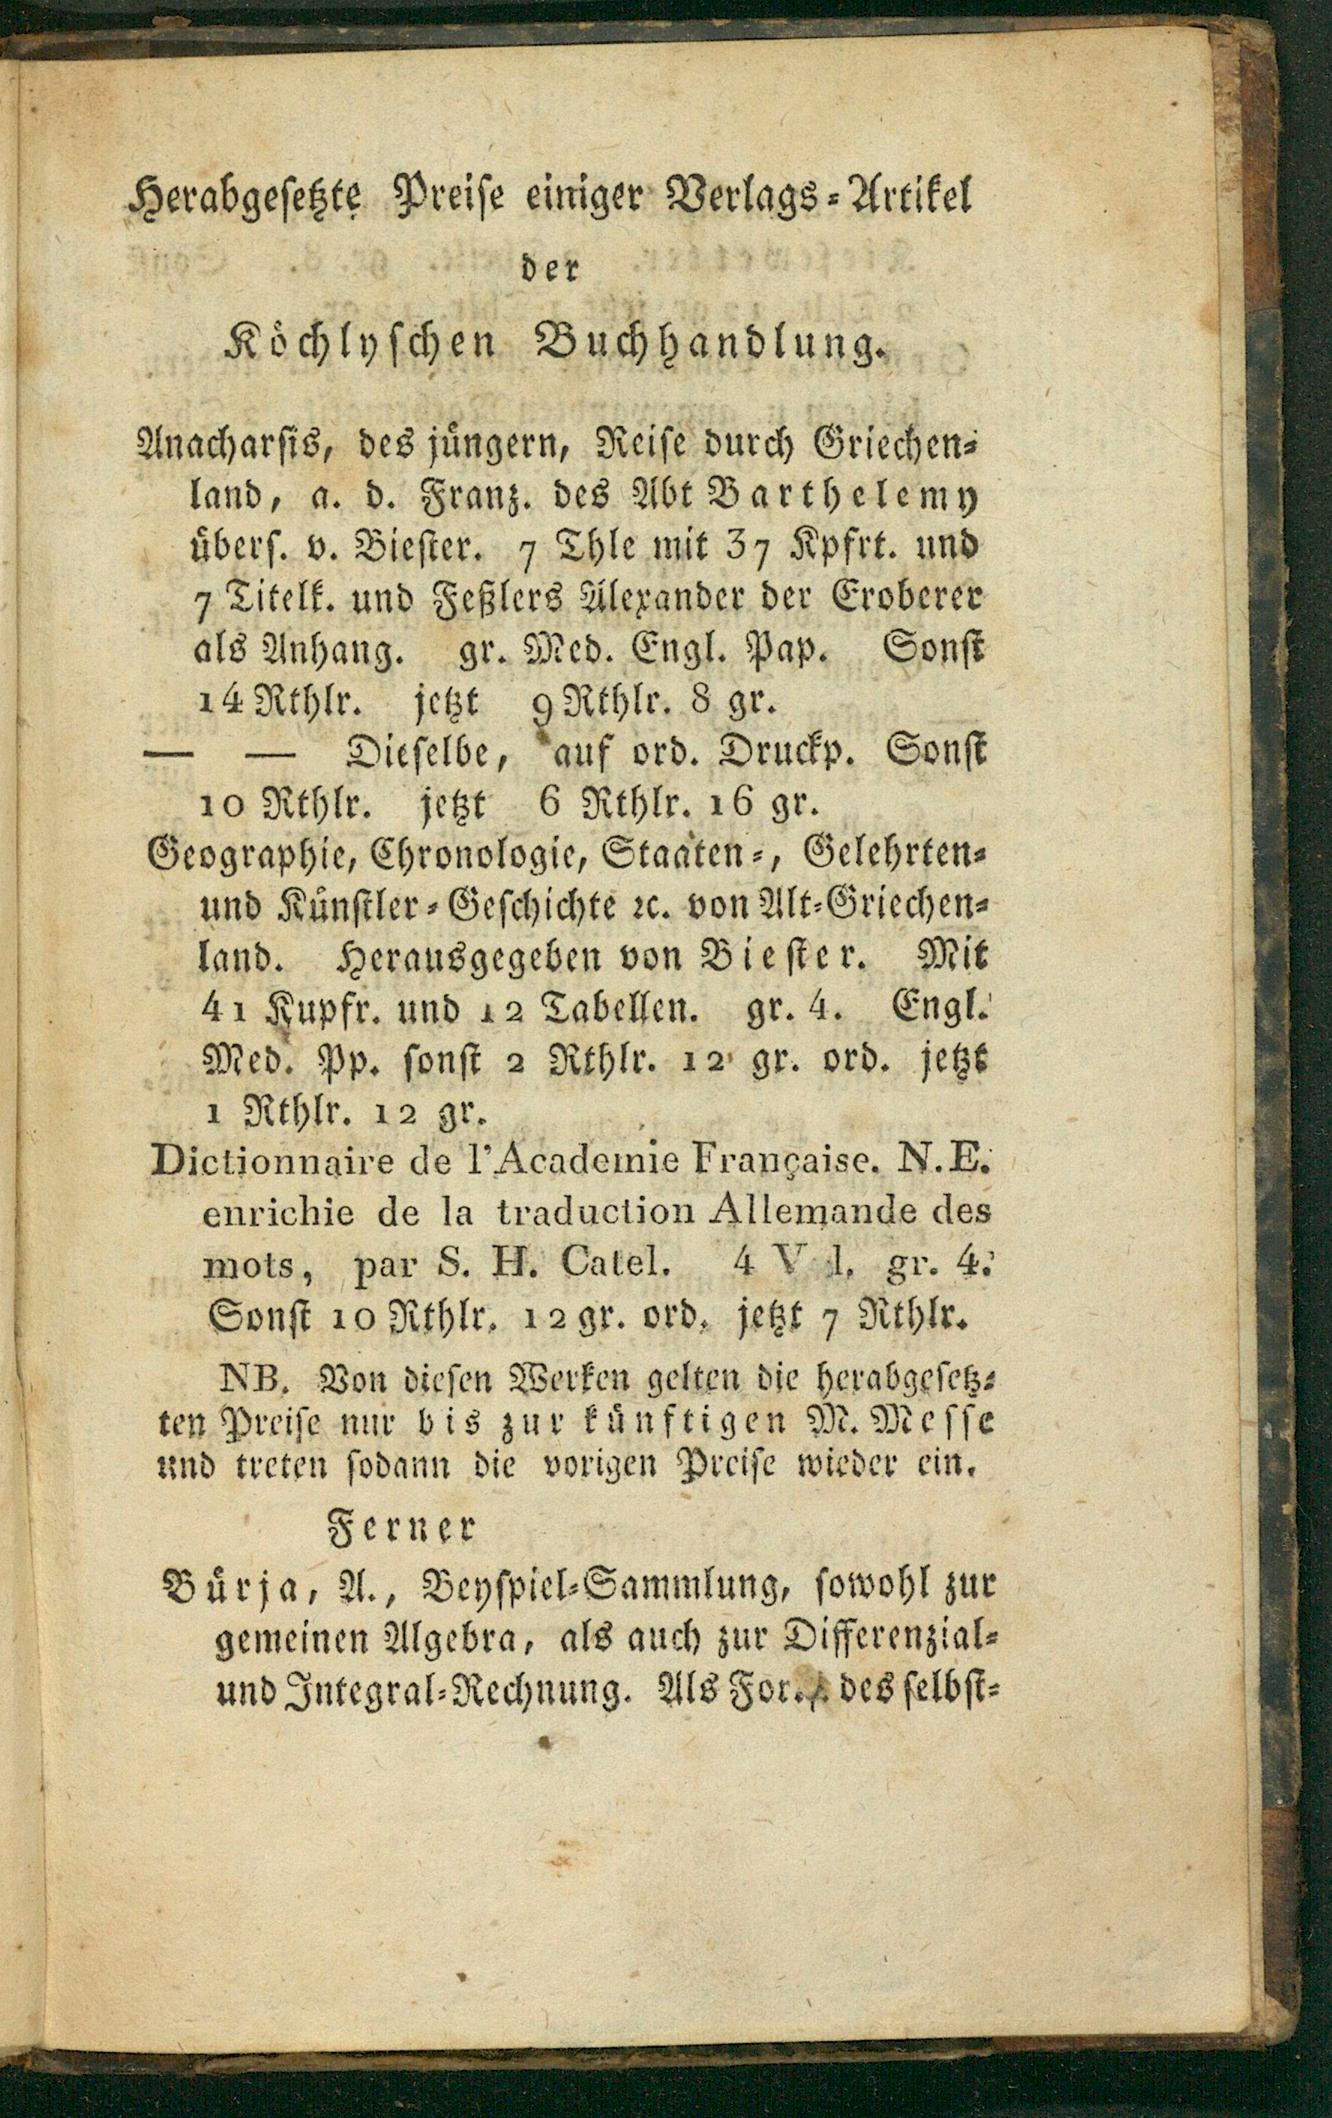 Herabgesetzte Preise einiger Verlags-Artikel
der
Köchlyschen Buchhandlung.
Anacharsis, des jüngern, Reise durch Griechen-
land, a. d. Franz. des Abt Barthelemy
übers. v. Biester. 7 Thle mit 37 Kpfrt. und
7 Titelk. und Feßlers Alexander der Eroberer
als Anhang. gr. Med. Engl. Pap. Sonst
14 Rthlr. jetzt 9 Rthlr. 8 gr.
— — Dieselbe, auf ord. Druckp. Sonst
10 Rthlr. jetzt 6 Rthlr. 16 gr.
Geographie, Chronologie, Staaten-, Gelehrten-
und Künstler-Geschichte ꝛc. von Alt-Griechen-
land. Herausgegeben von Biester. Mit
41 Kupfr. und 12 Tabellen. gr. 4. Engl.
Med. Pp. sonst 2 Rthlr. 12 gr. ord. jetzt
1 Rthlr. 12 gr.
Dictionnaire de l'Academie Française. N. E.
enrichie de la traduction Allemande des
mots, par S. H. Catel. 4 V l. gr. 4.
Sonst 10 Rthlr. 12 gr. ord. jetzt 7 Rthlr.
NB. Von diesen Werken gelten die herabgesetz-
ten Preise nur bis zur künftigen M. Messe
und treten sodann die vorigen Preise wieder ein.
Ferner
Bürja, A., Beyspiel-Sammlung, sowohl zur
gemeinen Algebra, als auch zur Differenzial-
und Integral-Rechnung. Als For. des selbst-